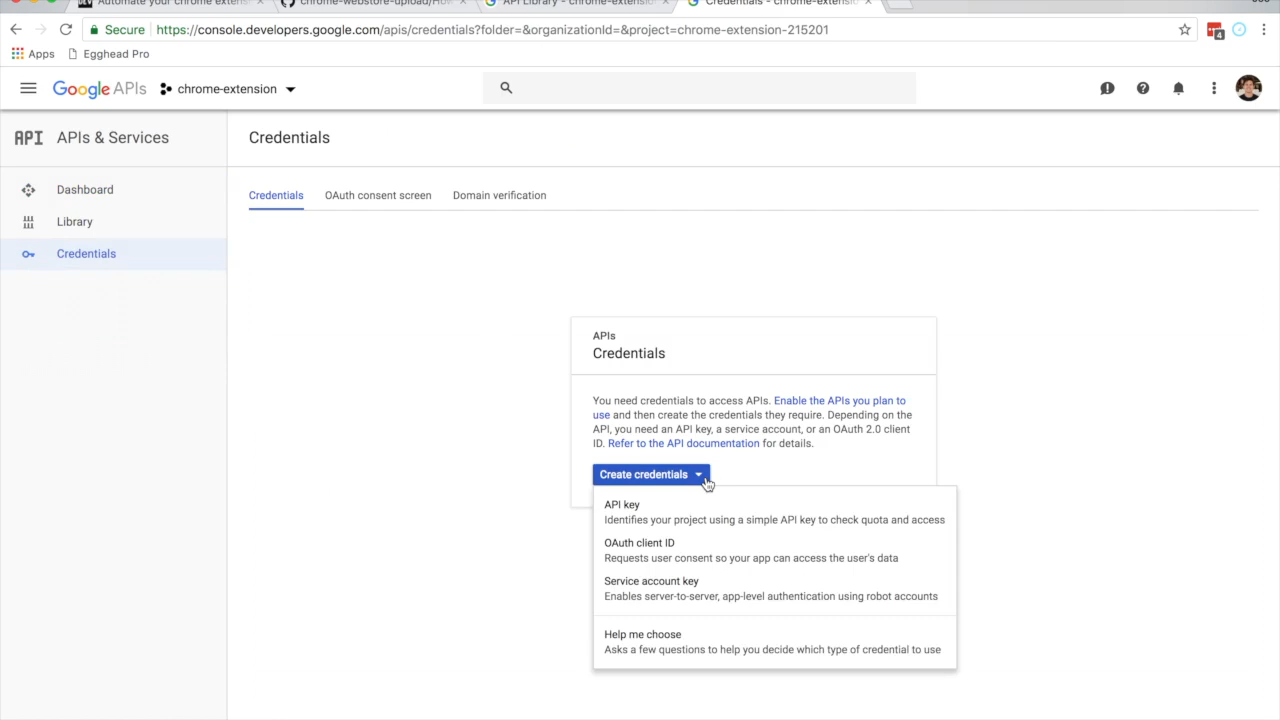 Automate your chrome extens
chrome-webstore-upload/How
API Library - chrome-extension
Credentials - chrome-extensio
Secure
https://console.developers.google.com/apis/credentials?folder=&organizationId=&project=chrome-extension-215201
4
Apps
Egghead Pro
Google APIs
chrome-extension
API
APIs & Services
Credentials
Dashboard
Library
Credentials
Credentials
OAuth consent screen
Domain verification
APIs
Credentials
You need credentials to access APIs. Enable the APIs you plan to
use and then create the credentials they require. Depending on the
API, you need an API key, a service account, or an OAuth 2.0 client
ID. Refer to the API documentation for details.
Create credentials
API key
Identifies your project using a simple API key to check quota and access
OAuth client ID
Requests user consent so your app can access the user's data
Service account key
Enables server-to-server, app-level authentication using robot accounts
Help me choose
Asks a few questions to help you decide which type of credential to use